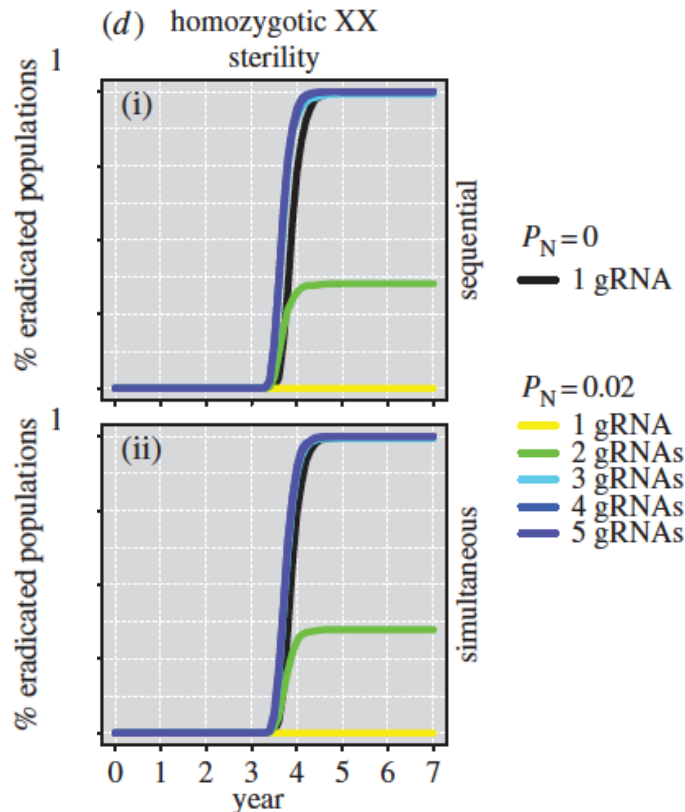 (d) homozygotic XX
sterility
1
% eradicated populations
(i)
sequential
1
% eradicated populations
(ii)
simultaneous
0 1 2 3 4 5 6 7
year
P_N = 0
1 gRNA
P_N = 0.02
1 gRNA
2 gRNAs
3 gRNAs
4 gRNAs
5 gRNAs